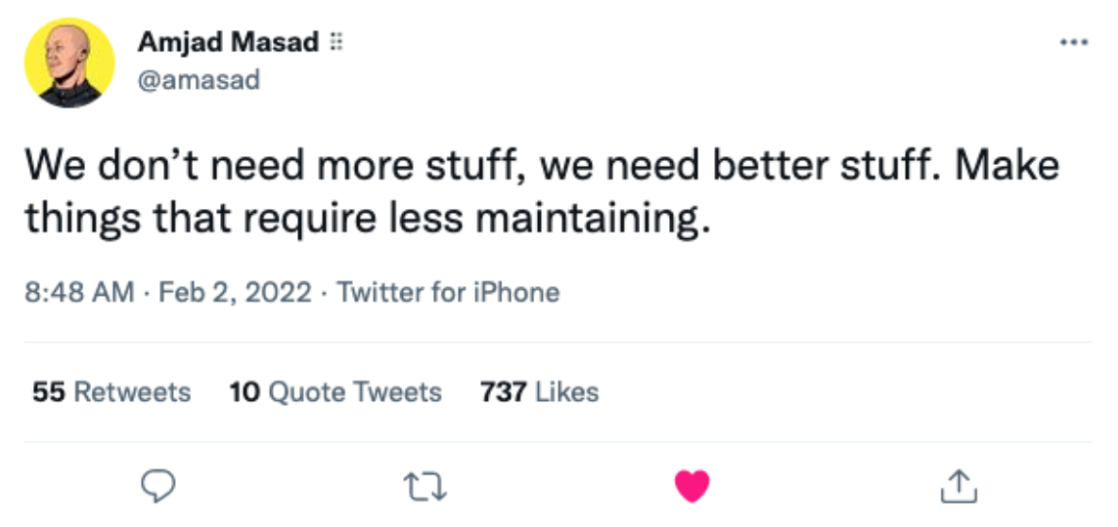 Amjad Masad ⠿
@amasad
We don’t need more stuff, we need better stuff. Make
things that require less maintaining.
8:48 AM · Feb 2, 2022 · Twitter for iPhone
55 Retweets 10 Quote Tweets 737 Likes